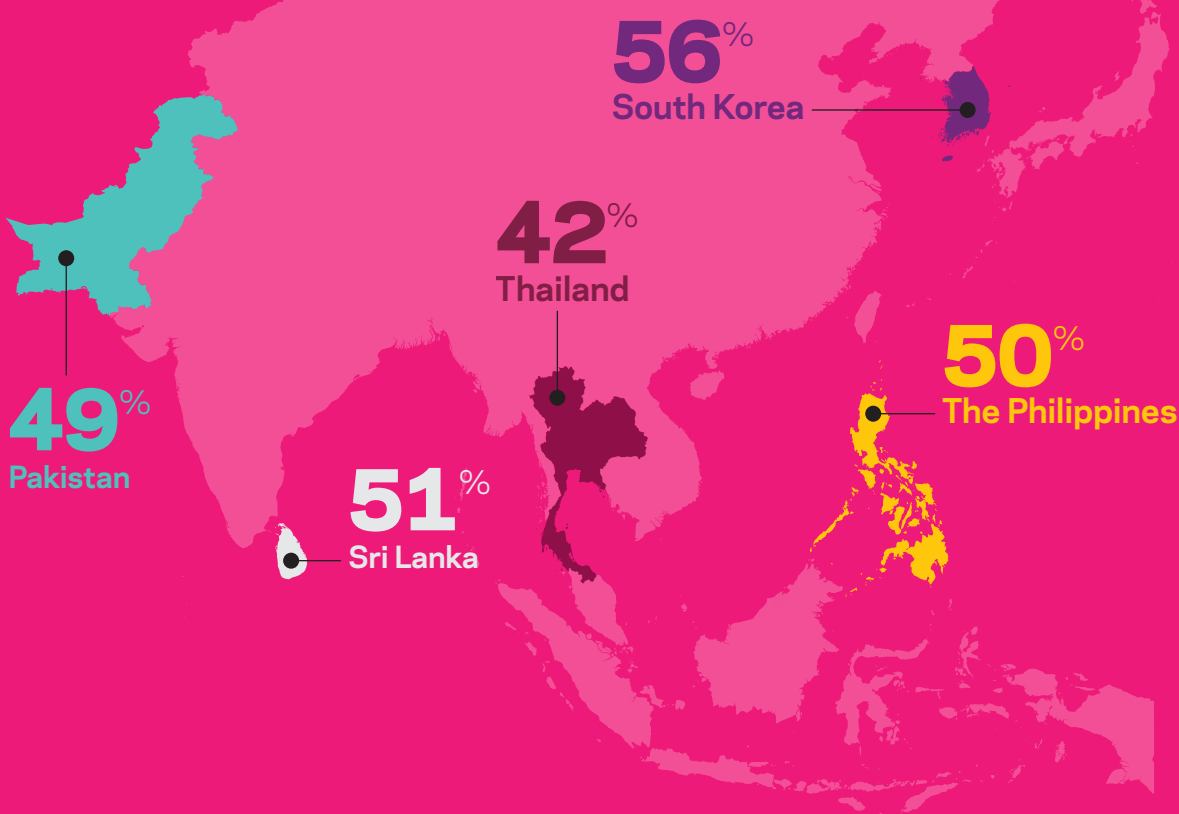 56%
South Korea
42%
Thailand
50%
The Philippines
49%
Pakistan
51%
Sri Lanka